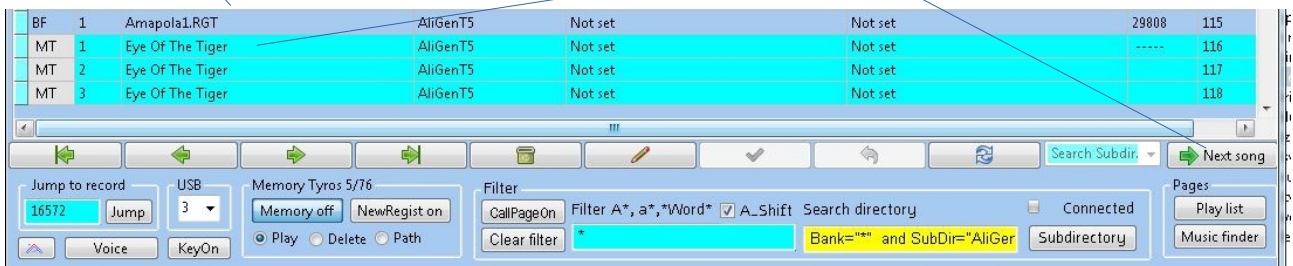 BF 1 Amapola1.RGT AliGenT5 Not set Not set 29808 115
MT 1 Eye Of The Tiger AliGenT5 Not set Not set ----- 116
MT 2 Eye Of The Tiger AliGenT5 Not set Not set 117
MT 3 Eye Of The Tiger AliGenT5 Not set Not set 118
Search Subdir. Next song
Jump to record USB Memory Tyros 5/76 Filter Pages
16572 Jump 3 Memory off NewRegist on CallPageOn Filter A*, a*,*Word* A_Shift Search directory Connected Play list
Voice KeyOn Play Delete Path Clear filter * Bank="*" and SubDir="AliGer Subdirectory Music finder